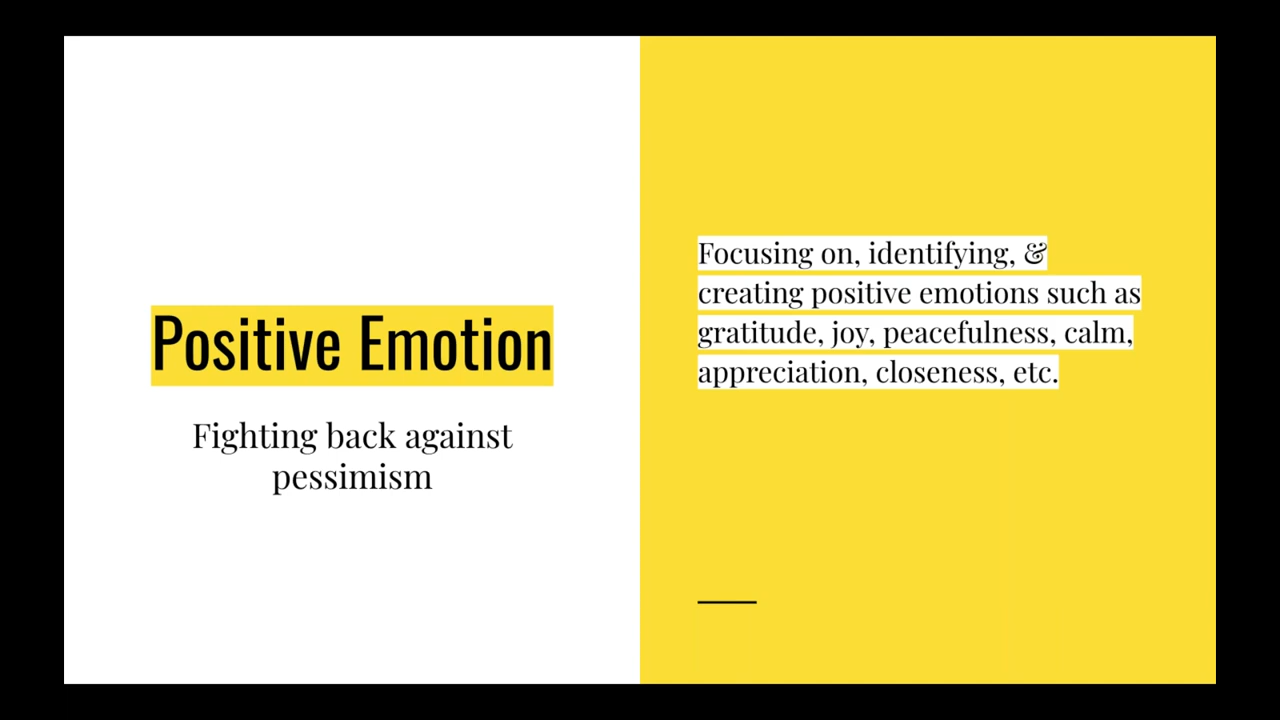 Positive Emotion
Fighting back against
pessimism
Focusing on, identifying, &
creating positive emotions such as
gratitude, joy, peacefulness, calm,
appreciation, closeness, etc.